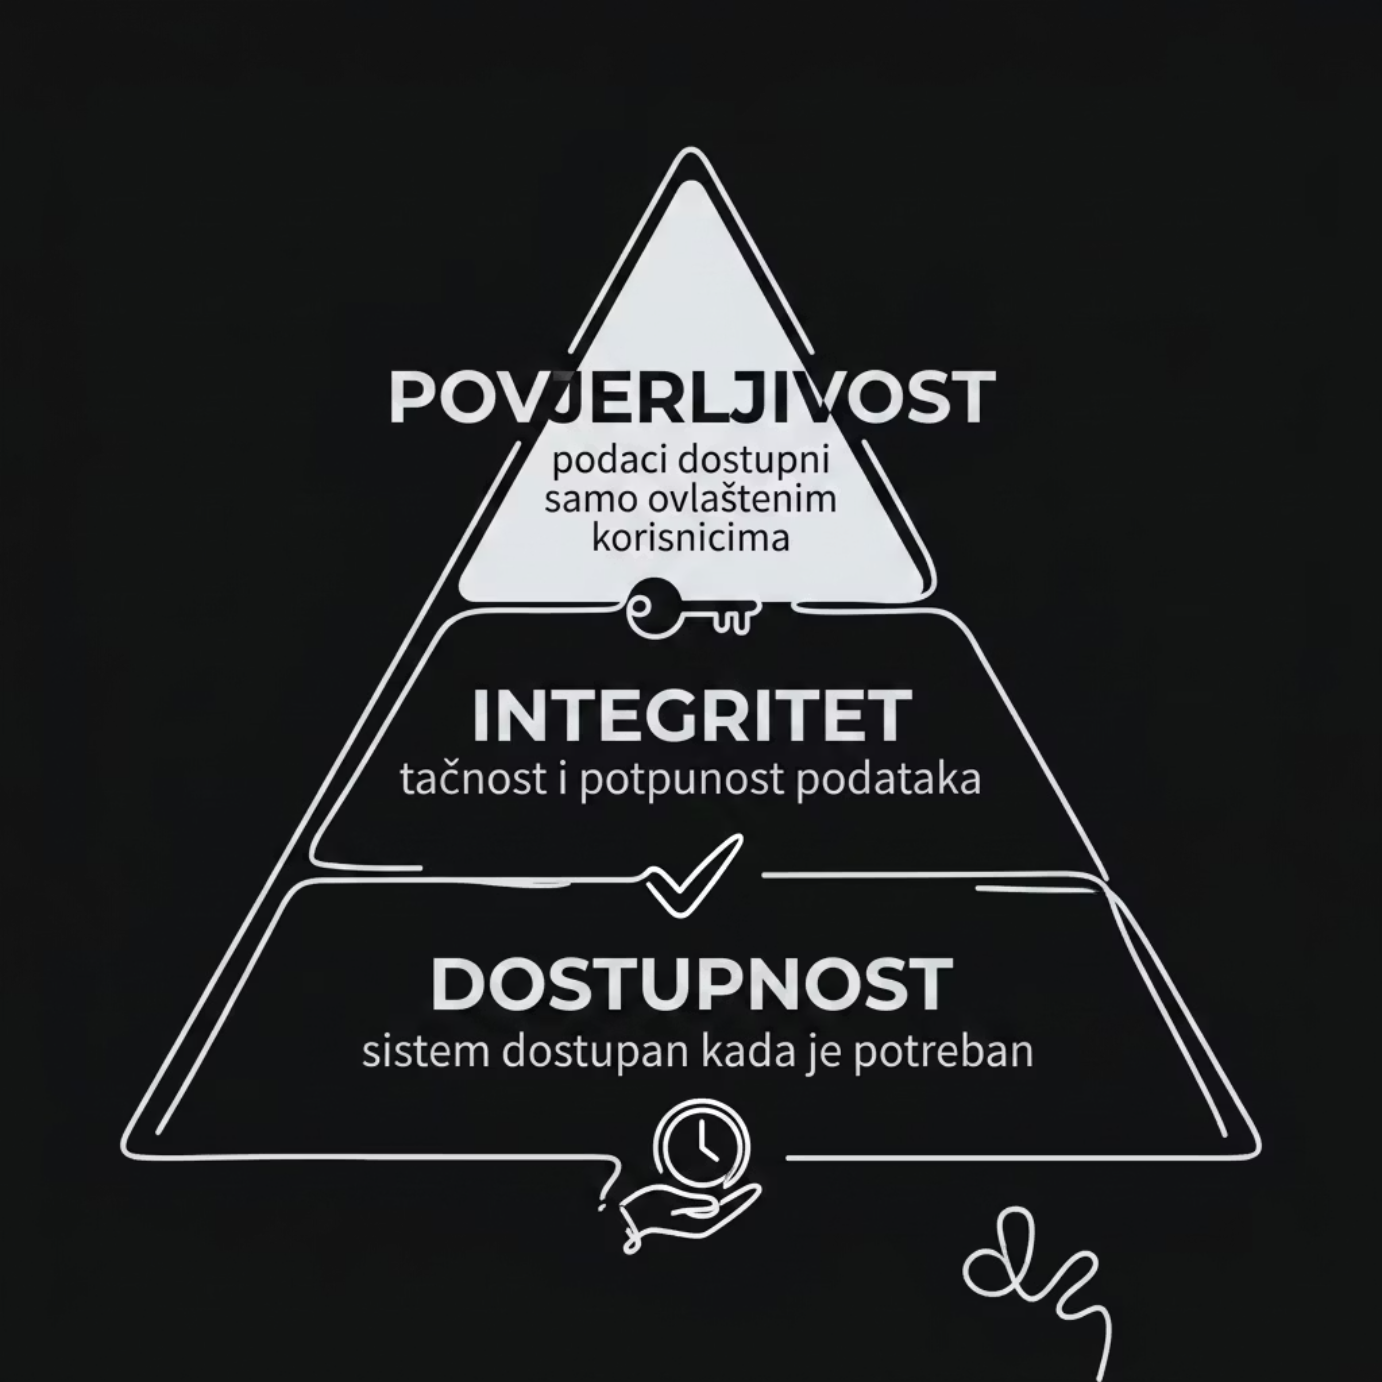 POVJERLJIVOST
podaci dostupni
samo ovlaštenim
korisnicima
INTEGRITET
tačnost i potpunost podataka
DOSTUPNOST
sistem dostupan kada je potreban